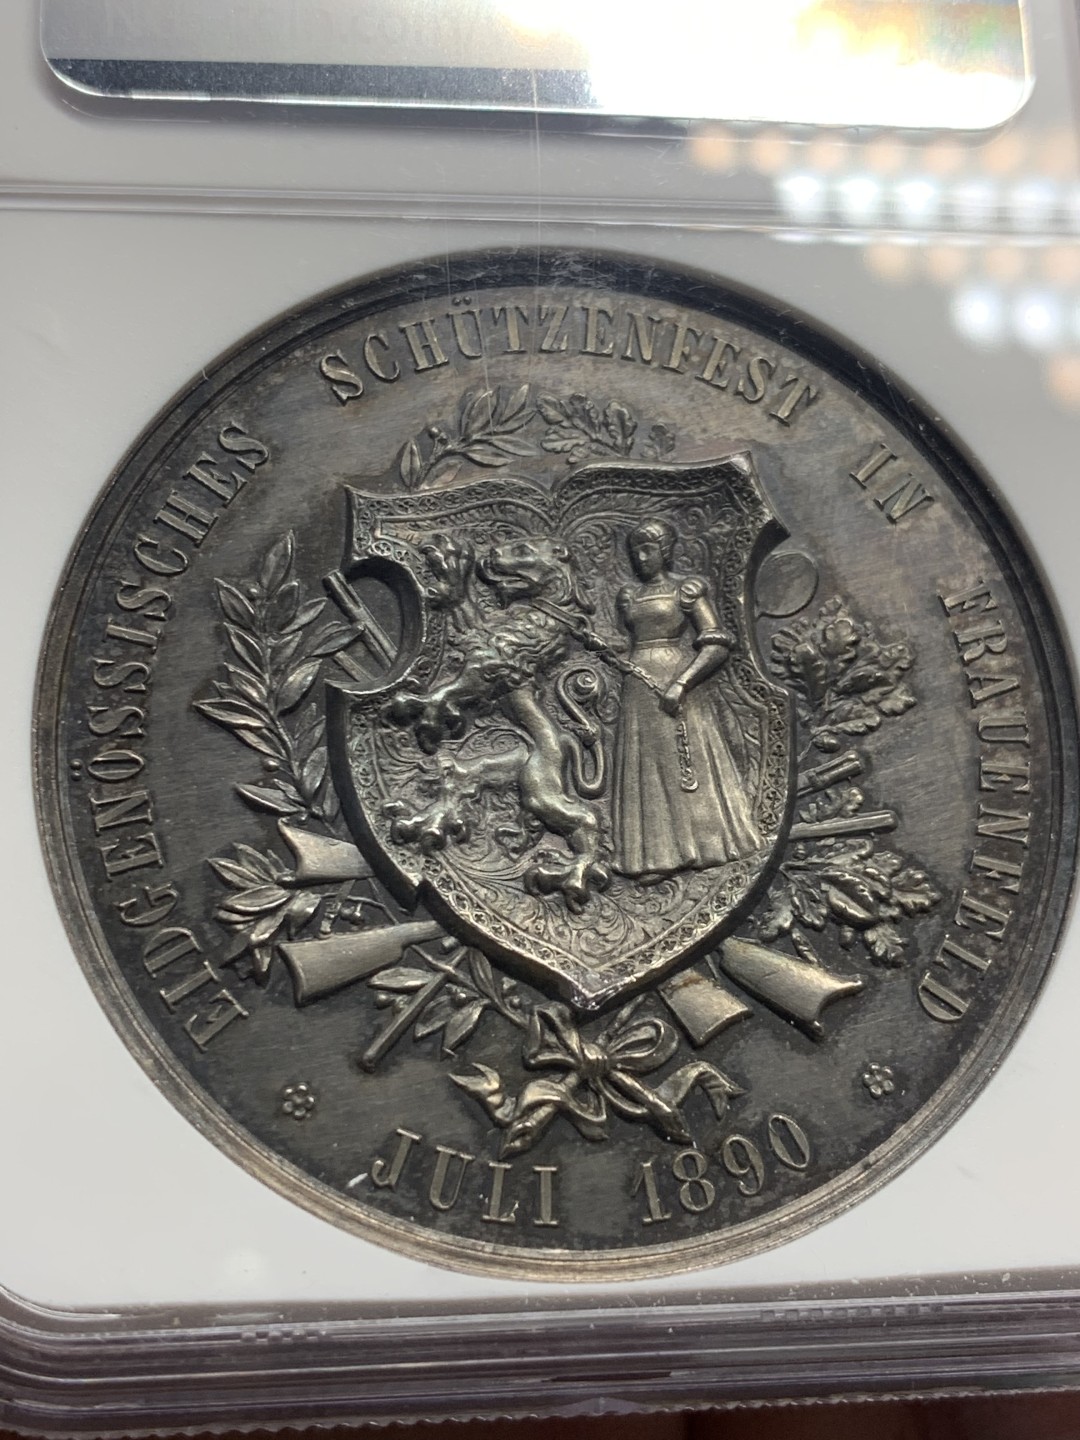 EIDGENÖSSISCHES SCHÜTZENFEST IN FRAUENFELD
JULI 1890